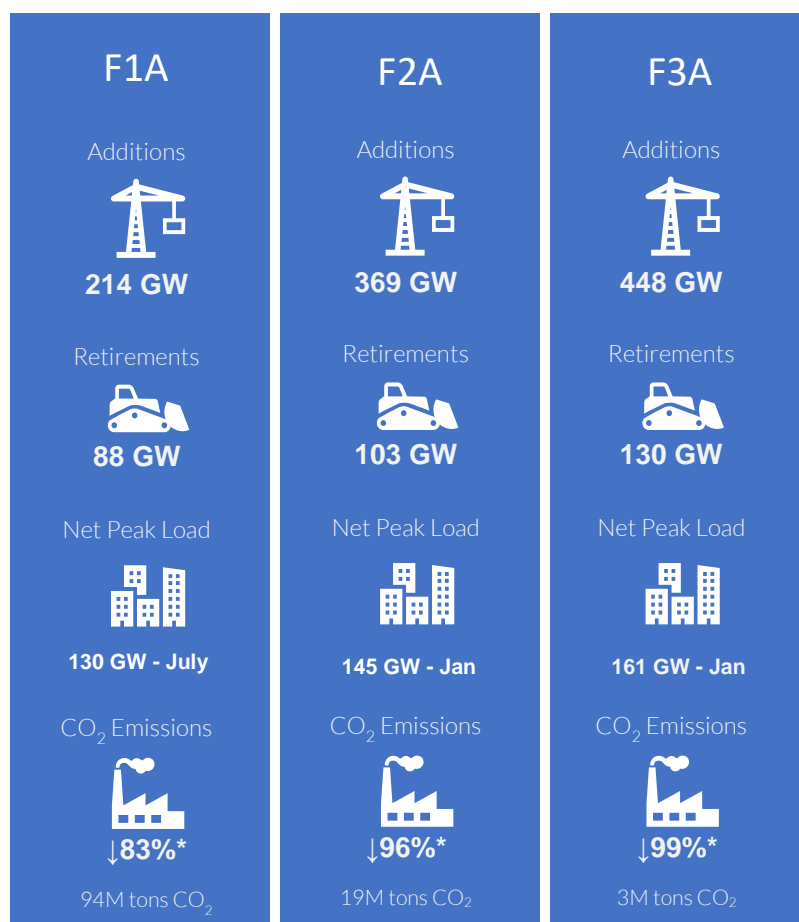 F1A
Additions
214 GW
Retirements
88 GW
Net Peak Load
130 GW - July
CO₂ Emissions
↓83%*
94M tons CO₂
F2A
Additions
369 GW
Retirements
103 GW
Net Peak Load
145 GW - Jan
CO₂ Emissions
↓96%*
19M tons CO₂
F3A
Additions
448 GW
Retirements
130 GW
Net Peak Load
161 GW - Jan
CO₂ Emissions
↓99%*
3M tons CO₂